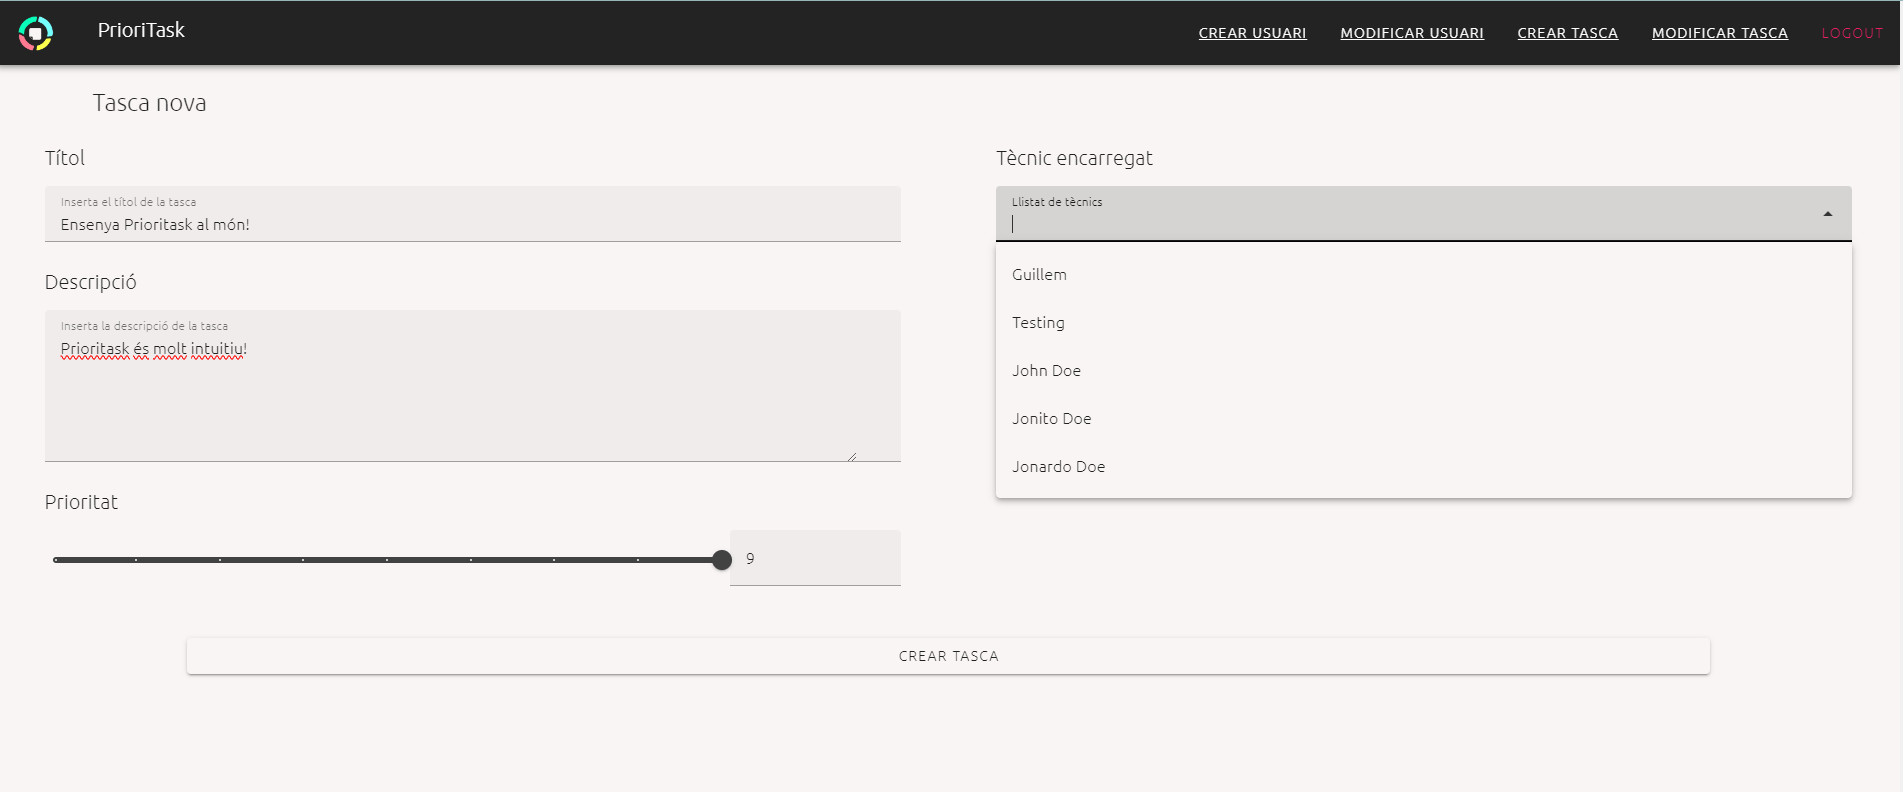 PrioriTask
CREAR USUARI
MODIFICAR USUARI
CREAR TASCA
MODIFICAR TASCA
LOGOUT
Tasca nova
Títol
Inserta el títol de la tasca
Ensenya Prioritask al món!
Descripció
Inserta la descripció de la tasca
Prioritask és molt intuitiu!
Prioritat
9
Tècnic encarregat
Llistat de tècnics
Guillem
Testing
John Doe
Jonito Doe
Jonardo Doe
CREAR TASCA